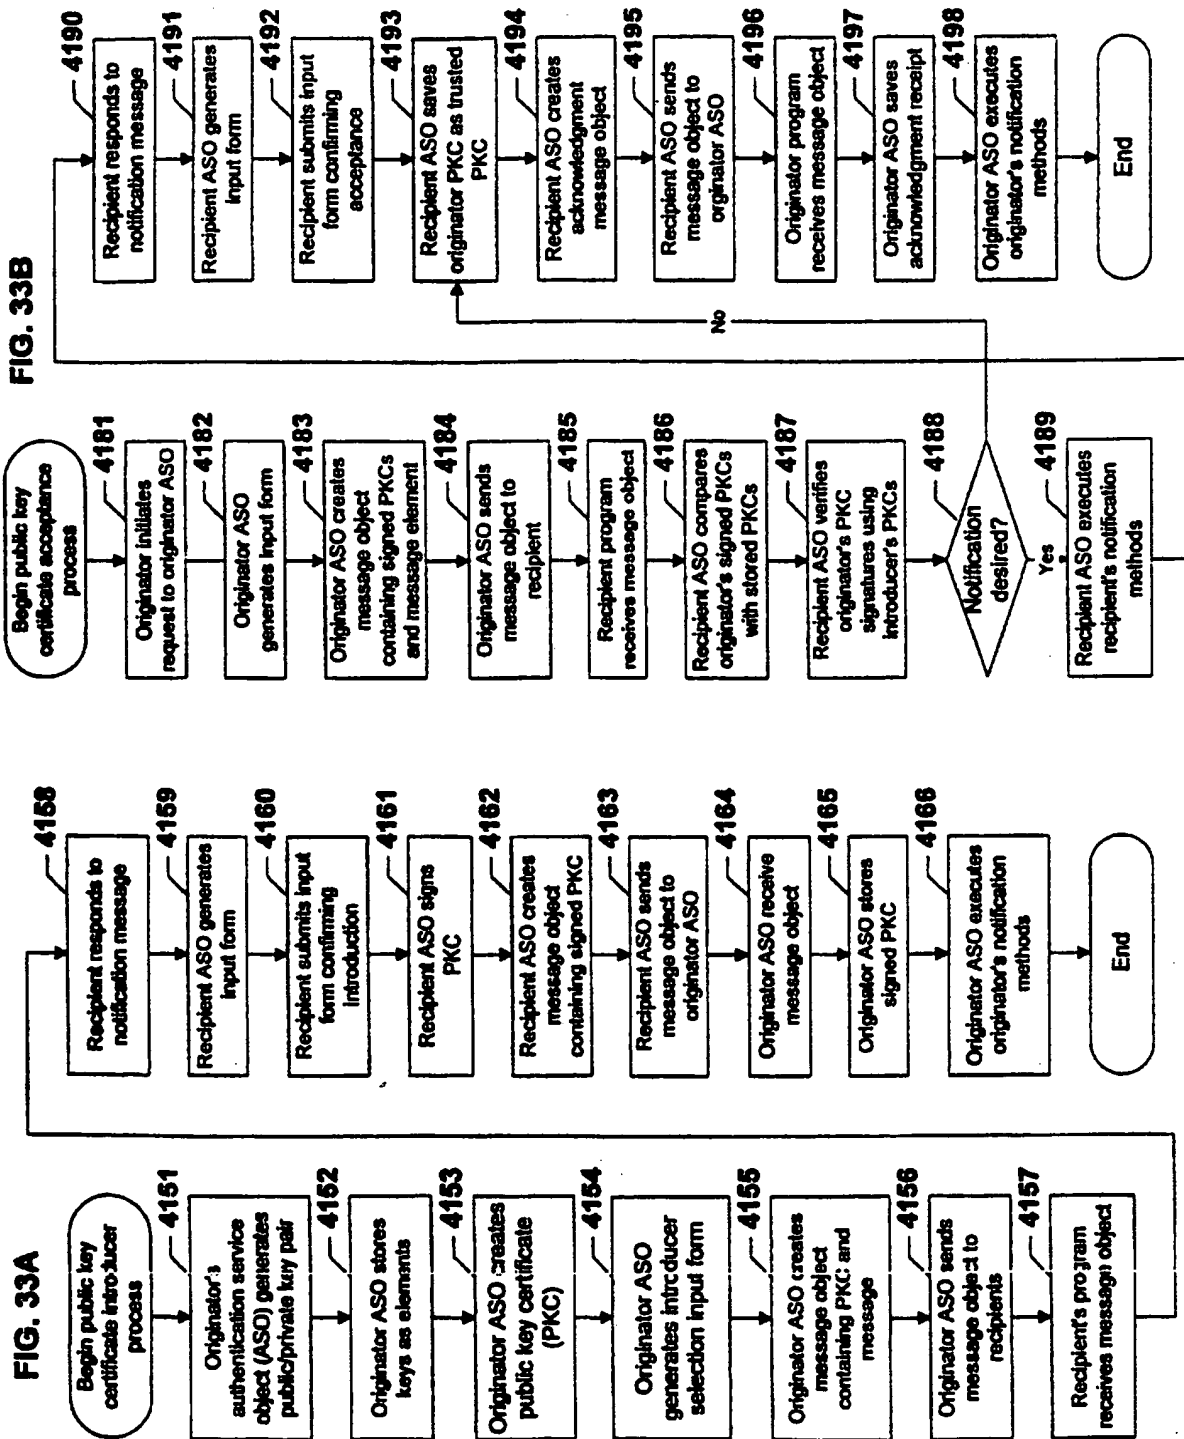 FIG. 33A
Begin public key
certificate introducer
process
4151
Originator's
authentication service
object (ASO) generates
public/private key pair
4152
Originator ASO stores
keys as elements
4153
Originator ASO creates
public key certificate
(PKC)
4154
Originator ASO
generates introducer
selection input form
4155
Originator ASO creates
message object
containing PKC and
message
4156
Originator ASO sends
message object to
recipients
4157
Recipient's program
receives message object
4158
Recipient responds to
notification message
4159
Recipient ASO generates
input form
4160
Recipient submits input
form confirming
introduction
4161
Recipient ASO signs
PKC
4162
Recipient ASO creates
message object
containing signed PKC
4163
Recipient ASO sends
message object to
originator ASO
4164
Originator ASO receive
message object
4165
Originator ASO stores
signed PKC
4166
Originator ASO executes
originator's notification
methods
End
FIG. 33B
Begin public key
certificate acceptance
process
4181
Originator initiates
request to originator ASO
4182
Originator ASO
generates input form
4183
Originator ASO creates
message object
containing signed PKCs
and message element
4184
Originator ASO sends
message object to
recipient
4185
Recipient program
receives message object
4186
Recipient ASO compares
originator's signed PKCs
with stored PKCs
4187
Recipient ASO verifies
originator's PKC
signatures using
introducer's PKCs
4188
Notification
desired?
No
Yes
4189
Recipient ASO executes
recipient's notification
methods
4190
Recipient responds to
notification message
4191
Recipient ASO generates
input form
4192
Recipient submits input
form confirming
acceptance
4193
Recipient ASO saves
originator PKC as trusted
PKC
4194
Recipient ASO creates
acknowledgment
message object
4195
Recipient ASO sends
message object to
orginator ASO
4196
Originator program
receives message object
4197
Originator ASO saves
acknowledgment receipt
4198
Originator ASO executes
originator's notification
methods
End